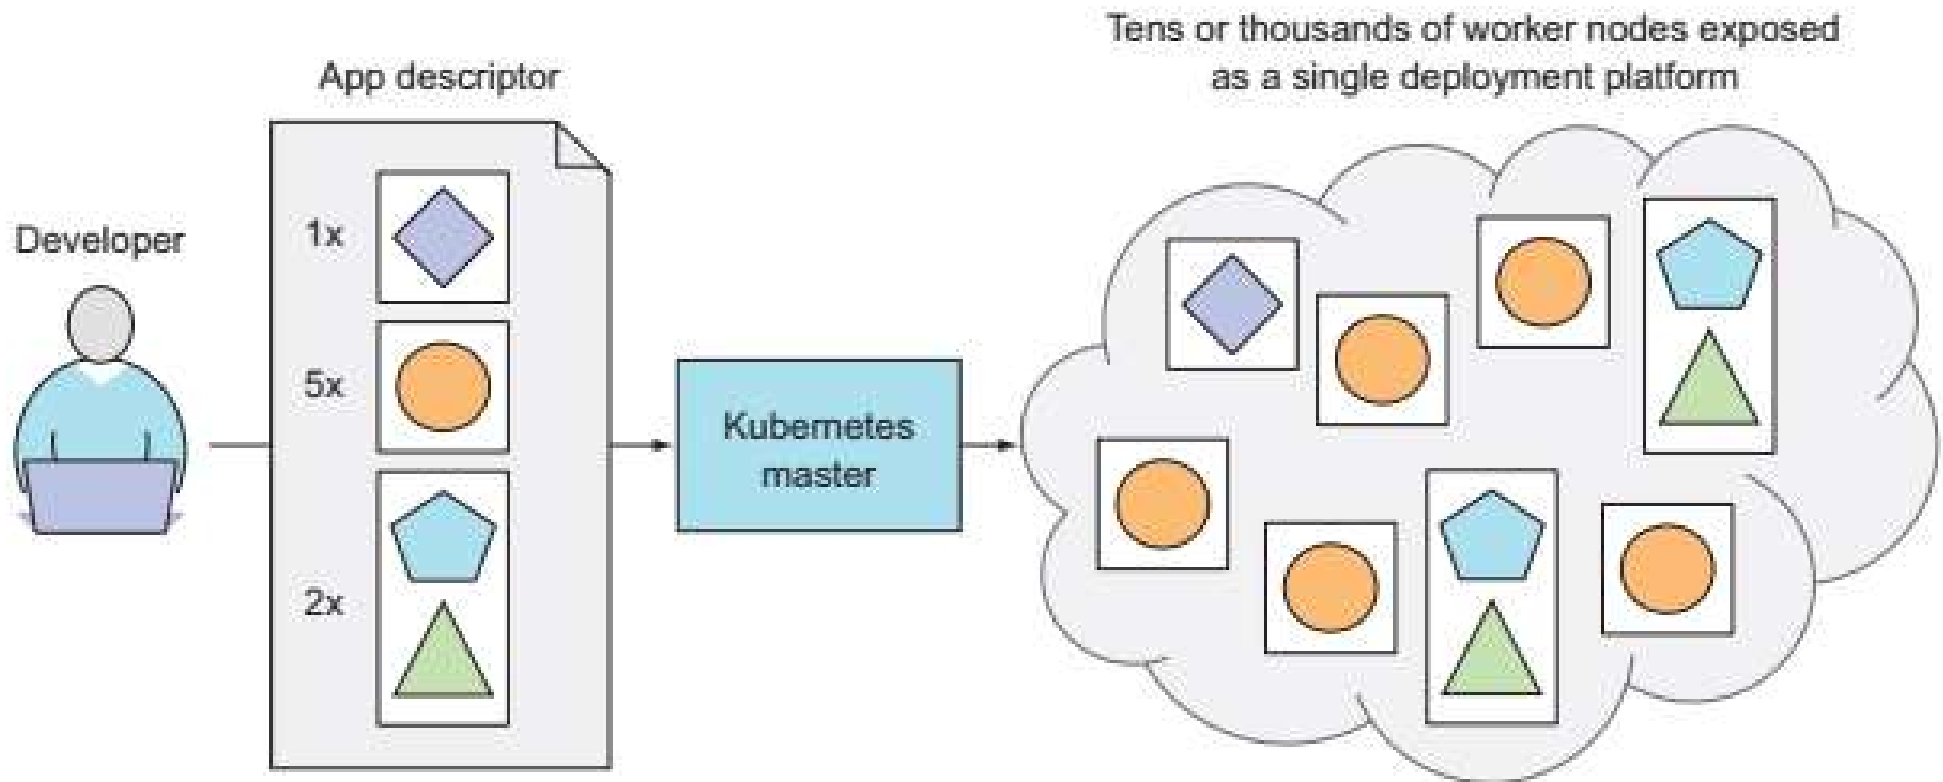 Tens or thousands of worker nodes exposed
as a single deployment platform
App descriptor
Developer
1x
5x
2x
Kubernetes
master